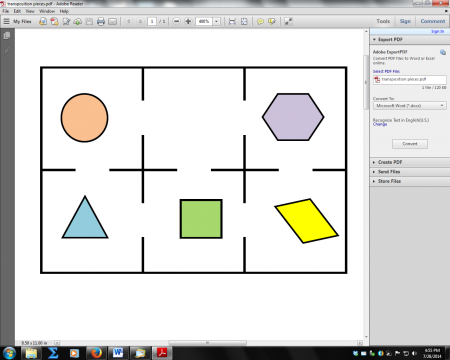 transposition pieces.pdf - Adobe Reader
File Edit View Window Help
My Files
1 / 1
400%
Tools Sign Comment
Sign In
Export PDF
Adobe ExportPDF
Convert PDF files to Word or Excel
online.
Select PDF File:
transposition pieces.pdf
1 file / 120 KB
Convert To:
Microsoft Word (*.docx)
Recognize Text in English(U.S.)
Change
Convert
Create PDF
Send Files
Store Files
8.50 x 11.00 in
4:55 PM
7/28/2014